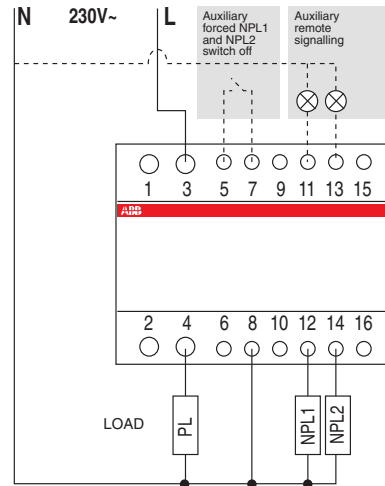 N 230V~ L
Auxiliary
forced NPL1
and NPL2
switch off
Auxiliary
remote
signalling
1 3 5 7 9 11 13 15
ABB
2 4 6 8 10 12 14 16
LOAD
PL
NPL1
NPL2